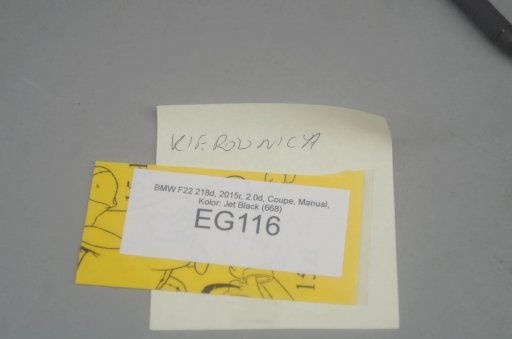 KIEROWNICA
BMW F22 218d, 2015r, 2.0d, Coupe, Manual,
Kolor: Jet Black (668)
EG116